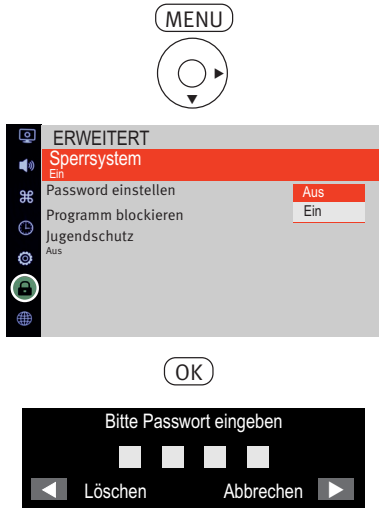 MENU
ERWEITERT
Sperrsystem
Ein
Password einstellen
Aus
Programm blockieren
Ein
Jugendschutz
Aus
OK
Bitte Passwort eingeben
Löschen Abbrechen